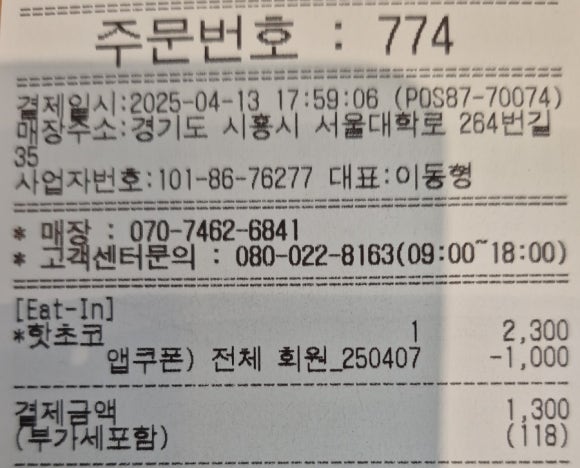 주문번호 : 774
결제일시:2025-04-13 17:59:06 (POS87-70074)
매장주소:경기도 시흥시 서울대학로 264번길
35
사업자번호:101-86-76277 대표:이동형
* 매장 : 070-7462-6841
* 고객센터문의 : 080-022-8163(09:00~18:00)
[Eat-In]
*핫초코 1 2,300
앱쿠폰) 전체 회원_250407 -1,000
결제금액 1,300
(부가세포함) (118)